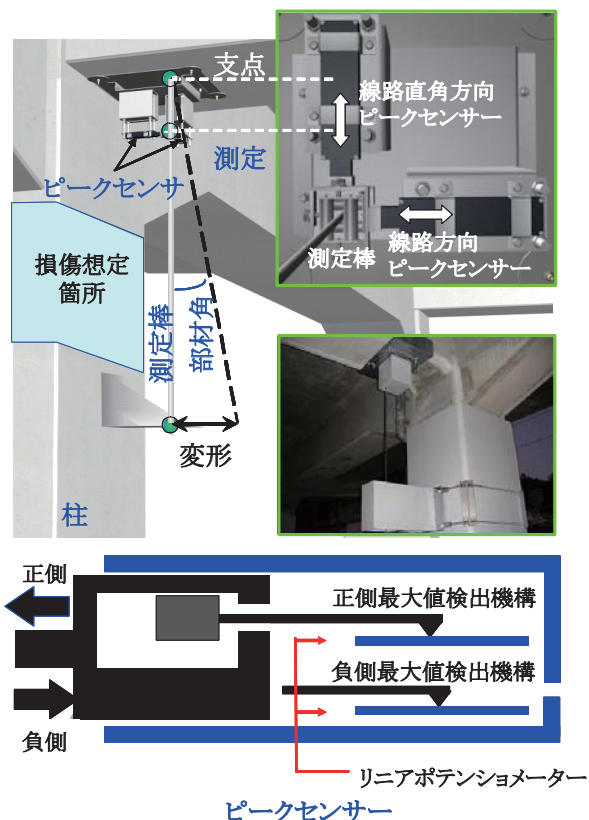 支点
測定
ピークセンサ
線路直角方向
ピークセンサー
測定棒
線路方向
ピークセンサー
損傷想定
箇所
測定棒
部材角
変形
柱
正側
負側
正側最大値検出機構
負側最大値検出機構
リニアポテンショメーター
ピークセンサー